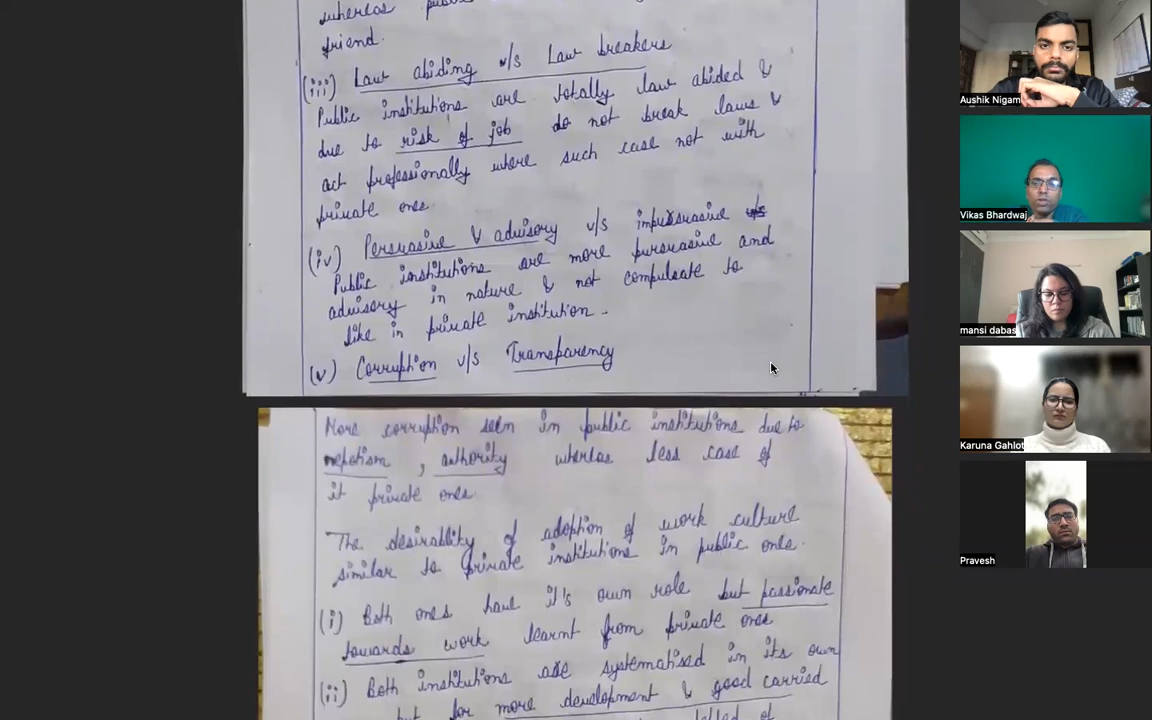 whereas
friend.
(iii) Law abiding v/s Law breakers
Public institutions are totally law abided &
due to risk of job do not break laws &
act professionally where such case not with
private ones
(iv) Persuasive & advisory v/s impersuasive
Public institutions are more pursuasive and
advisory in nature & not compulsate to
like in private institution.
(v) Corruption v/s Transparency
More corruption seen in public institutions due to
nepotism, authority whereas less case of
it private ones
The desirablity of adoption of work culture
similar to private institutions in public ones.
(i) Both ones have it's own role but passionate
towards work learnt from private ones
(ii) Both institutions are systematised in its own
but for more development & good carried
of
Aushik Nigam
Vikas Bhardwaj
mansi dabas
Karuna Gahlot
Pravesh